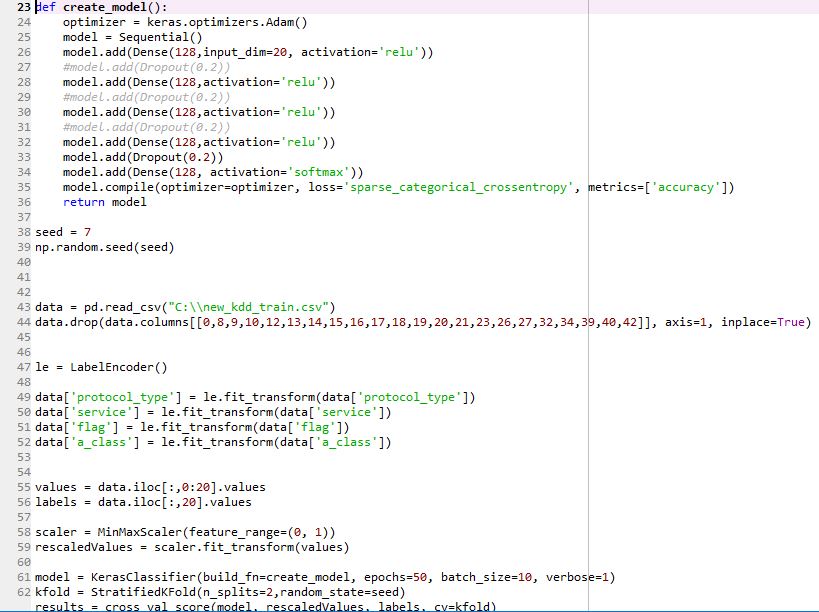 23 def create_model():
24     optimizer = keras.optimizers.Adam()
25     model = Sequential()
26     model.add(Dense(128,input_dim=20, activation='relu'))
27     #model.add(Dropout(0.2))
28     model.add(Dense(128,activation='relu'))
29     #model.add(Dropout(0.2))
30     model.add(Dense(128,activation='relu'))
31     #model.add(Dropout(0.2))
32     model.add(Dense(128,activation='relu'))
33     model.add(Dropout(0.2))
34     model.add(Dense(128, activation='softmax'))
35     model.compile(optimizer=optimizer, loss='sparse_categorical_crossentropy', metrics=['accuracy'])
36     return model
37
38 seed = 7
39 np.random.seed(seed)
40
41
42
43 data = pd.read_csv("C:\\new_kdd_train.csv")
44 data.drop(data.columns[[0,8,9,10,12,13,14,15,16,17,18,19,20,21,23,26,27,32,34,39,40,42]], axis=1, inplace=True)
45
46
47 le = LabelEncoder()
48
49 data['protocol_type'] = le.fit_transform(data['protocol_type'])
50 data['service'] = le.fit_transform(data['service'])
51 data['flag'] = le.fit_transform(data['flag'])
52 data['a_class'] = le.fit_transform(data['a_class'])
53
54
55 values = data.iloc[:,0:20].values
56 labels = data.iloc[:,20].values
57
58 scaler = MinMaxScaler(feature_range=(0, 1))
59 rescaledValues = scaler.fit_transform(values)
60
61 model = KerasClassifier(build_fn=create_model, epochs=50, batch_size=10, verbose=1)
62 kfold = StratifiedKFold(n_splits=2,random_state=seed)
results = cross_val_score(model, rescaledValues, labels, cv=kfold)